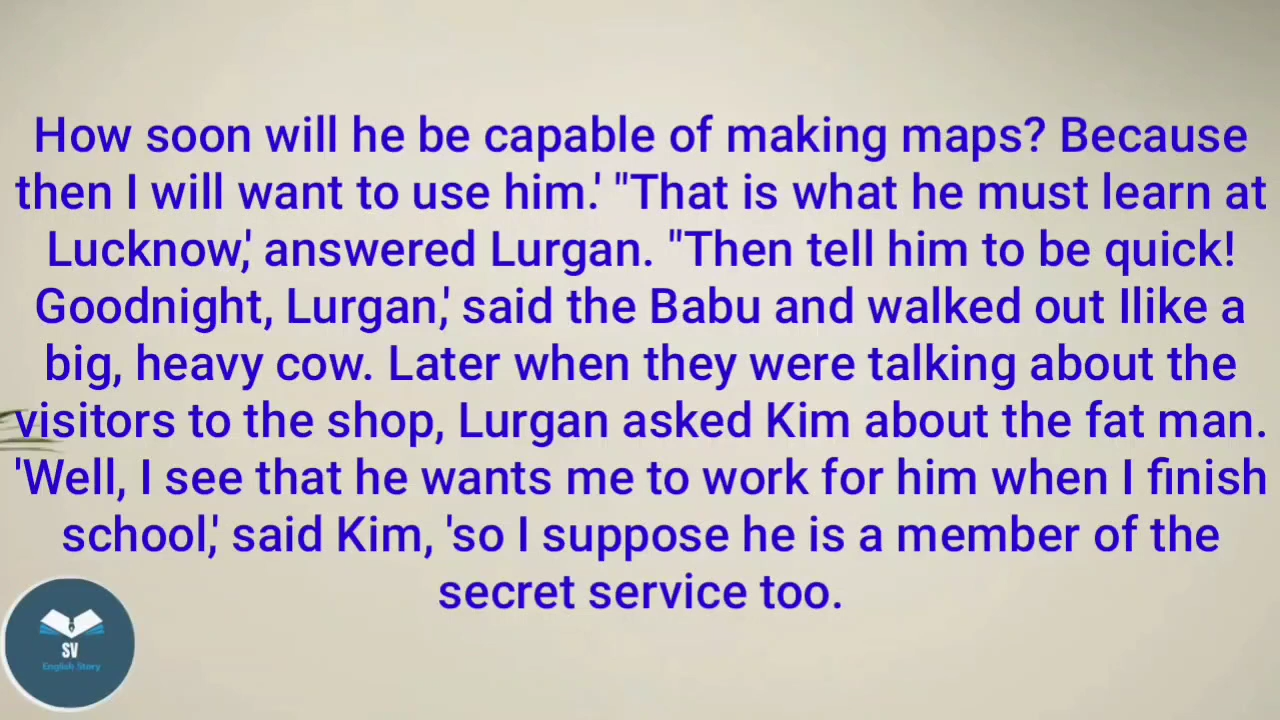 How soon will he be capable of making maps? Because
then I will want to use him.' "That is what he must learn at
Lucknow,' answered Lurgan. "Then tell him to be quick!
Goodnight, Lurgan,' said the Babu and walked out Ilike a
big, heavy cow. Later when they were talking about the
visitors to the shop, Lurgan asked Kim about the fat man.
'Well, I see that he wants me to work for him when I finish
school,' said Kim, 'so I suppose he is a member of the
secret service too.
SV
English Story